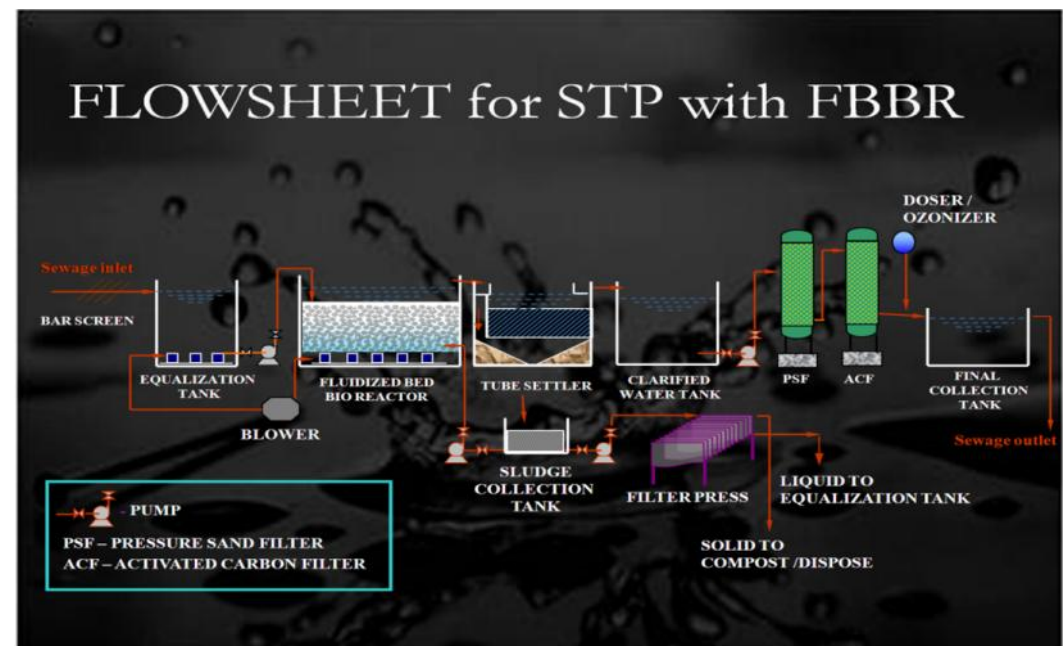 FLOWSHEET for STP with FBBR
DOSER /
OZONIZER
Sewage inlet
BAR SCREEN
EQUALIZATION
TANK
BLOWER
FLUIDIZED BED
BIO REACTOR
TUBE SETTLER
CLARIFIED
WATER TANK
PSF
ACF
FINAL
COLLECTION
TANK
Sewage outlet
SLUDGE
COLLECTION
TANK
FILTER PRESS
LIQUID TO
EQUALIZATION TANK
SOLID TO
COMPOST /DISPOSE
- PUMP
PSF – PRESSURE SAND FILTER
ACF – ACTIVATED CARBON FILTER